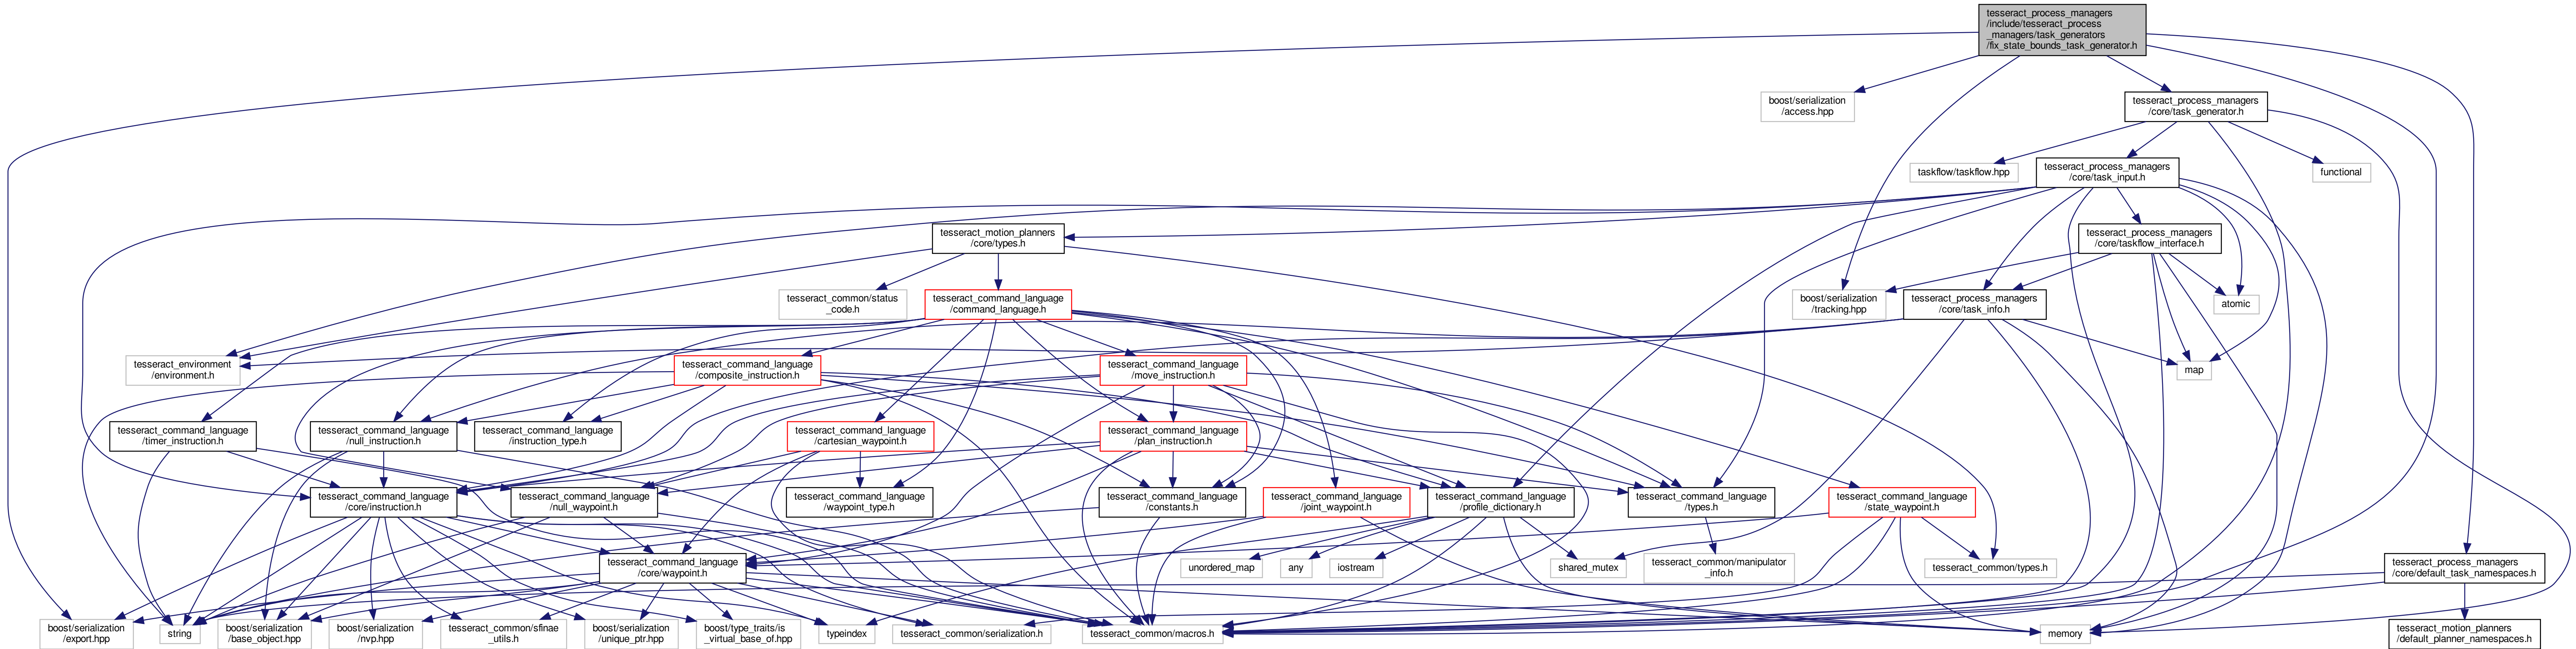 tesseract_process_managers
/include/tesseract_process
_managers/task_generators
/fix_state_bounds_task_generator.h
boost/serialization
/access.hpp
tesseract_process_managers
/core/task_generator.h
taskflow/taskflow.hpp
tesseract_process_managers
/core/task_input.h
functional
tesseract_motion_planners
/core/types.h
tesseract_process_managers
/core/taskflow_interface.h
tesseract_common/status
_code.h
tesseract_command_language
/command_language.h
boost/serialization
/tracking.hpp
tesseract_process_managers
/core/task_info.h
atomic
tesseract_environment
/environment.h
tesseract_command_language
/composite_instruction.h
tesseract_command_language
/move_instruction.h
map
tesseract_command_language
/timer_instruction.h
tesseract_command_language
/null_instruction.h
tesseract_command_language
/instruction_type.h
tesseract_command_language
/cartesian_waypoint.h
tesseract_command_language
/plan_instruction.h
tesseract_command_language
/core/instruction.h
tesseract_command_language
/null_waypoint.h
tesseract_command_language
/waypoint_type.h
tesseract_command_language
/constants.h
tesseract_command_language
/joint_waypoint.h
tesseract_command_language
/profile_dictionary.h
tesseract_command_language
/types.h
tesseract_command_language
/state_waypoint.h
tesseract_command_language
/core/waypoint.h
unordered_map
any
iostream
shared_mutex
tesseract_common/manipulator
_info.h
tesseract_common/types.h
tesseract_process_managers
/core/default_task_namespaces.h
boost/serialization
/export.hpp
string
boost/serialization
/base_object.hpp
boost/serialization
/nvp.hpp
tesseract_common/sfinae
_utils.h
boost/serialization
/unique_ptr.hpp
boost/type_traits/is
_virtual_base_of.hpp
typeindex
tesseract_common/serialization.h
tesseract_common/macros.h
memory
tesseract_motion_planners
/default_planner_namespaces.h